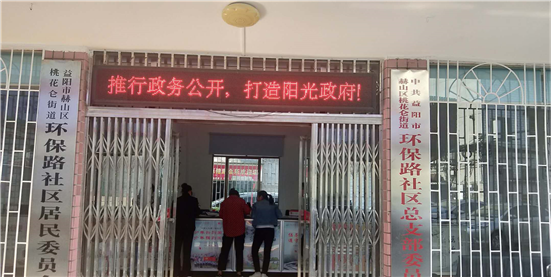 推行政务公开，打造阳光政府!
益阳市赫山区
桃花仑街道
环保路社区居民委员
中共益阳市
赫山区桃花仑街道
环保路社区总支部委员